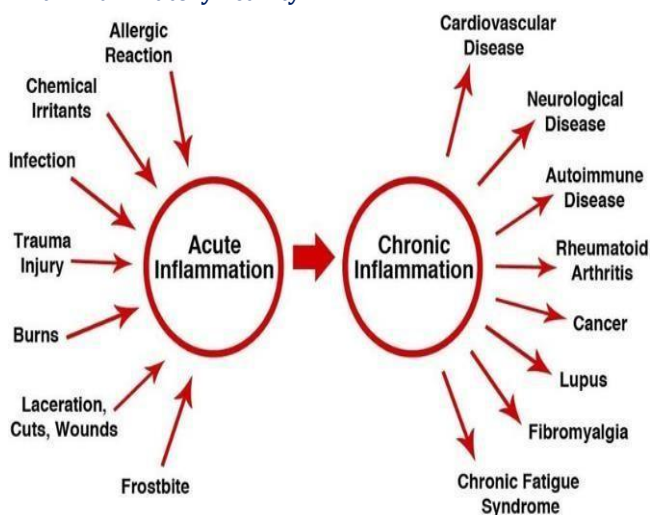 Allergic
Reaction
Chemical
Irritants
Infection
Trauma
Injury
Burns
Laceration,
Cuts, Wounds
Frostbite
Acute
Inflammation
Chronic
Inflammation
Cardiovascular
Disease
Neurological
Disease
Autoimmune
Disease
Rheumatoid
Arthritis
Cancer
Lupus
Fibromyalgia
Chronic Fatigue
Syndrome